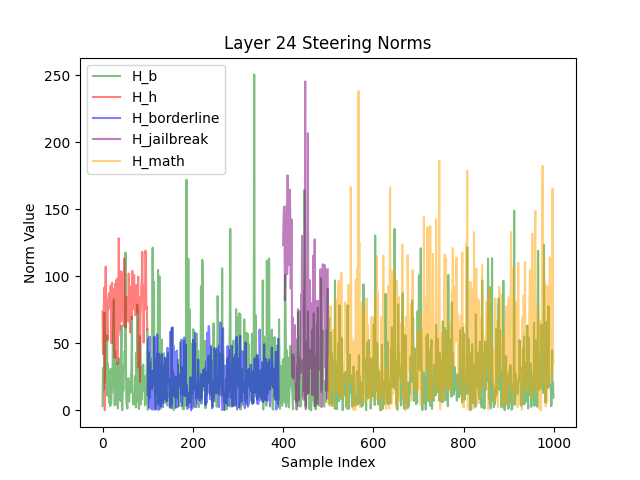 Layer 24 Steering Norms
H_b
H_h
H_borderline
H_jailbreak
H_math
Norm Value
250
200
150
100
50
0
0 200 400 600 800 1000
Sample Index